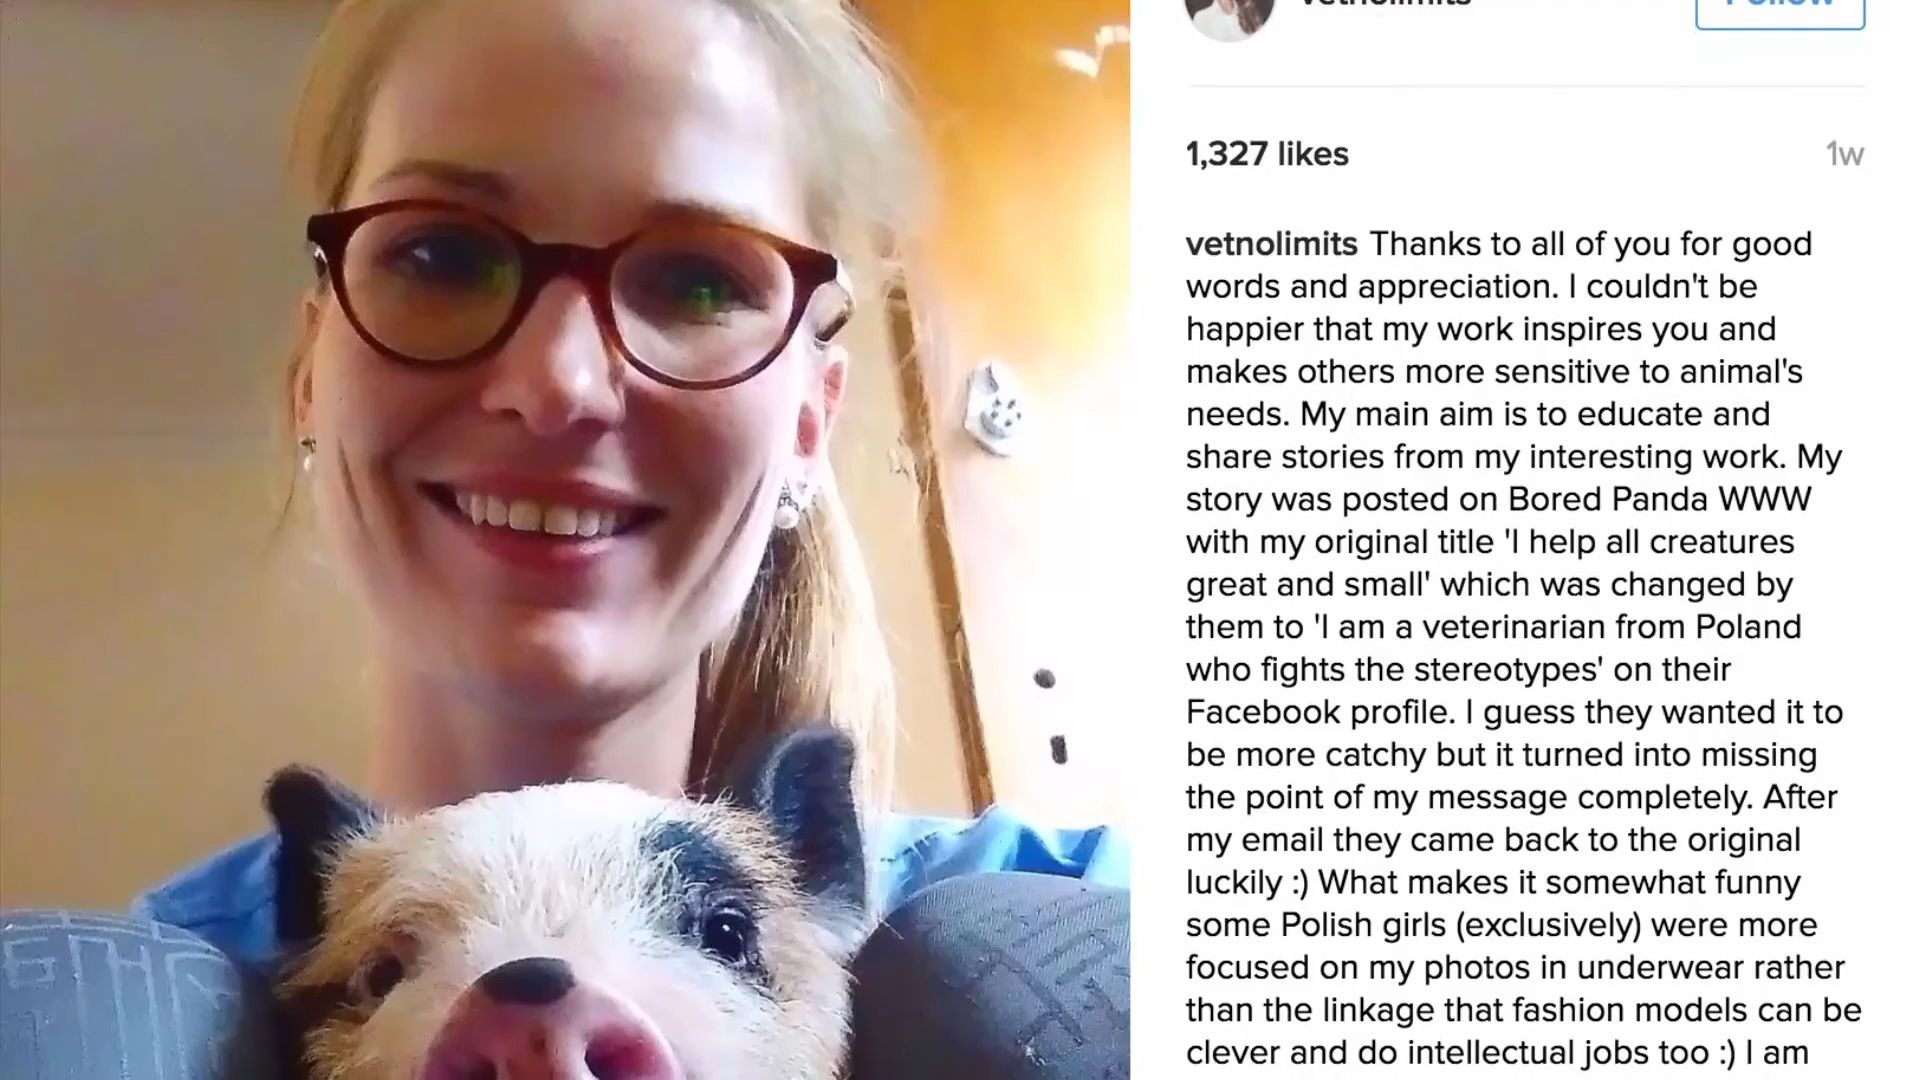 vetnolimits
Follow
1,327 likes
1w
vetnolimits Thanks to all of you for good
words and appreciation. I couldn't be
happier that my work inspires you and
makes others more sensitive to animal's
needs. My main aim is to educate and
share stories from my interesting work. My
story was posted on Bored Panda WWW
with my original title 'I help all creatures
great and small' which was changed by
them to 'I am a veterinarian from Poland
who fights the stereotypes' on their
Facebook profile. I guess they wanted it to
be more catchy but it turned into missing
the point of my message completely. After
my email they came back to the original
luckily :) What makes it somewhat funny
some Polish girls (exclusively) were more
focused on my photos in underwear rather
than the linkage that fashion models can be
clever and do intellectual jobs too :) I am